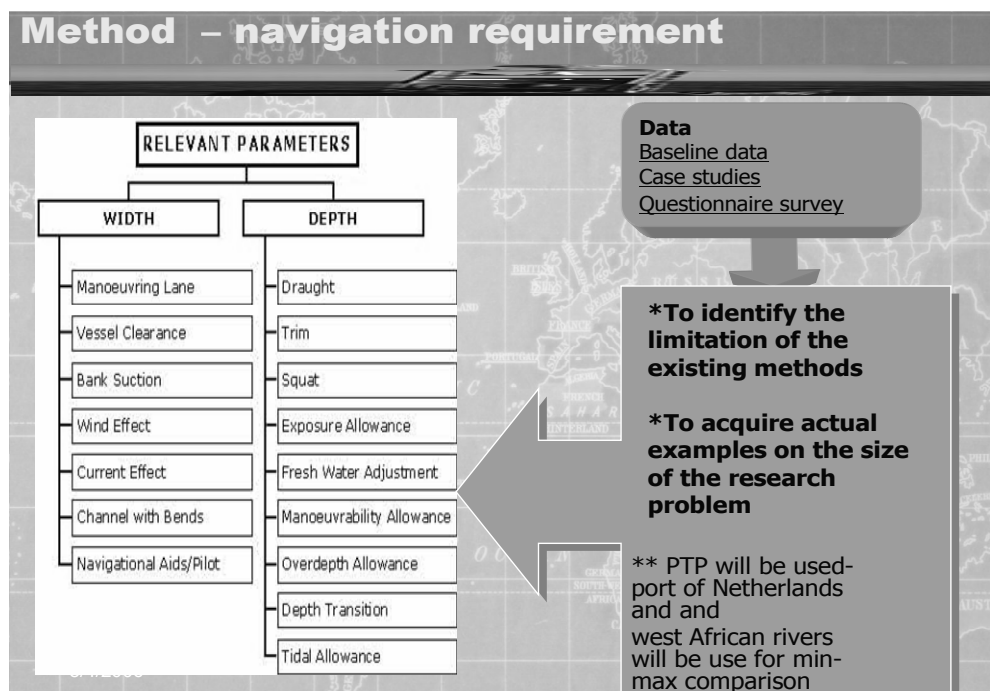 Method – navigation requirement
RELEVANT PARAMETERS
WIDTH
Manoeuvring Lane
Vessel Clearance
Bank Suction
Wind Effect
Current Effect
Channel with Bends
Navigational Aids/Pilot
DEPTH
Draught
Trim
Squat
Exposure Allowance
Fresh Water Adjustment
Manoeuvrability Allowance
Overdepth Allowance
Depth Transition
Tidal Allowance
Data
Baseline data
Case studies
Questionnaire survey
*To identify the
limitation of the
existing methods
*To acquire actual
examples on the size
of the research
problem
** PTP will be used-
port of Netherlands
and and
west African rivers
will be use for min-
max comparison